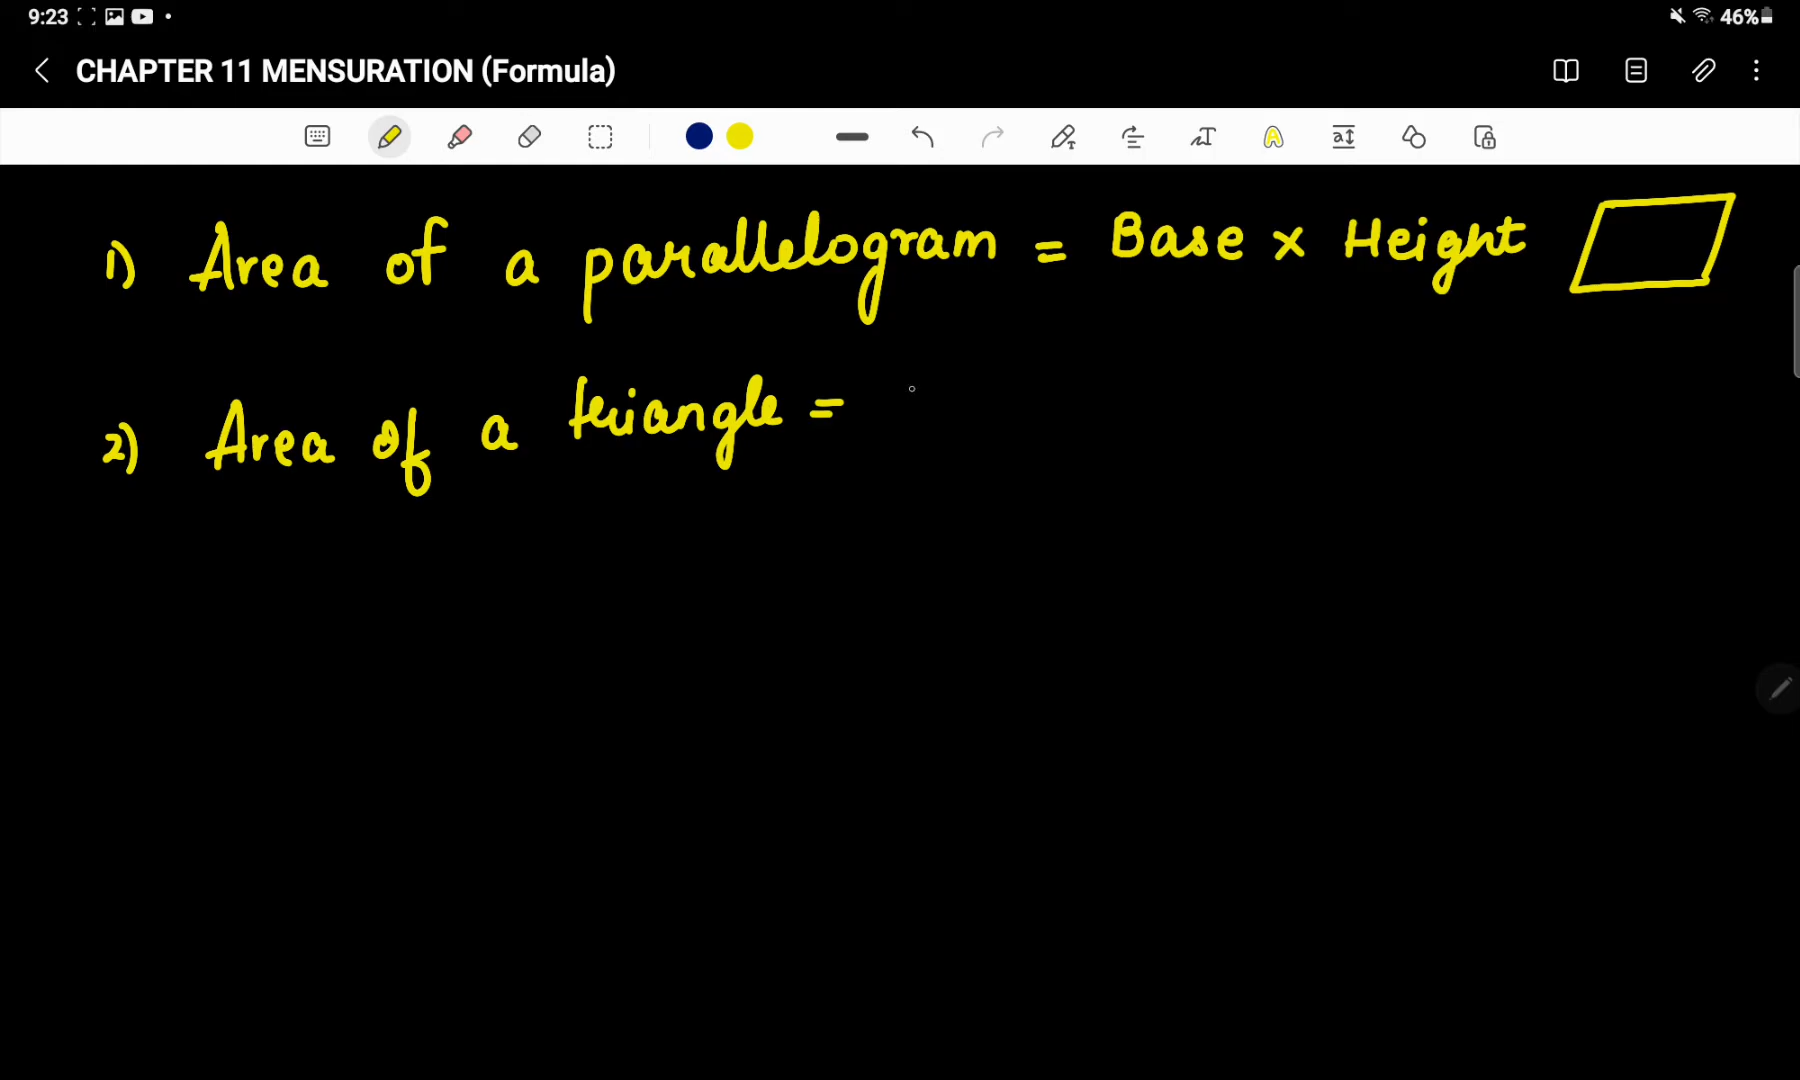 9:23 46%
CHAPTER 11 MENSURATION (Formula)
1) Area of a parallelogram = Base x Height
2) Area of a triangle =